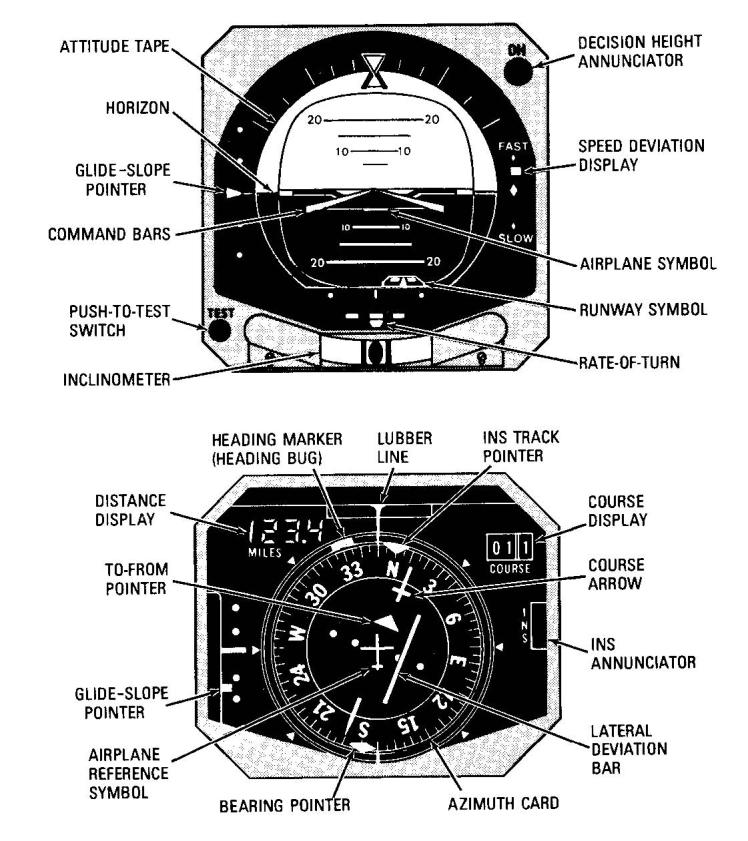 ATTITUDE TAPE
HORIZON
GLIDE-SLOPE
POINTER
COMMAND BARS
PUSH-TO-TEST
SWITCH
INCLINOMETER
DH
20 20
10 10
10 10
20 20
FAST
SLOW
TEST
DECISION HEIGHT
ANNUNCIATOR
SPEED DEVIATION
DISPLAY
AIRPLANE SYMBOL
RUNWAY SYMBOL
RATE-OF-TURN
HEADING MARKER
(HEADING BUG)
LUBBER
LINE
INS TRACK
POINTER
DISTANCE
DISPLAY
TO-FROM
POINTER
GLIDE-SLOPE
POINTER
AIRPLANE
REFERENCE
SYMBOL
BEARING POINTER
123.4
MILES
011
COURSE
INS
N 3 6 E 12 15 S 21 24 W 30 33
COURSE
DISPLAY
COURSE
ARROW
INS
ANNUNCIATOR
LATERAL
DEVIATION
BAR
AZIMUTH CARD